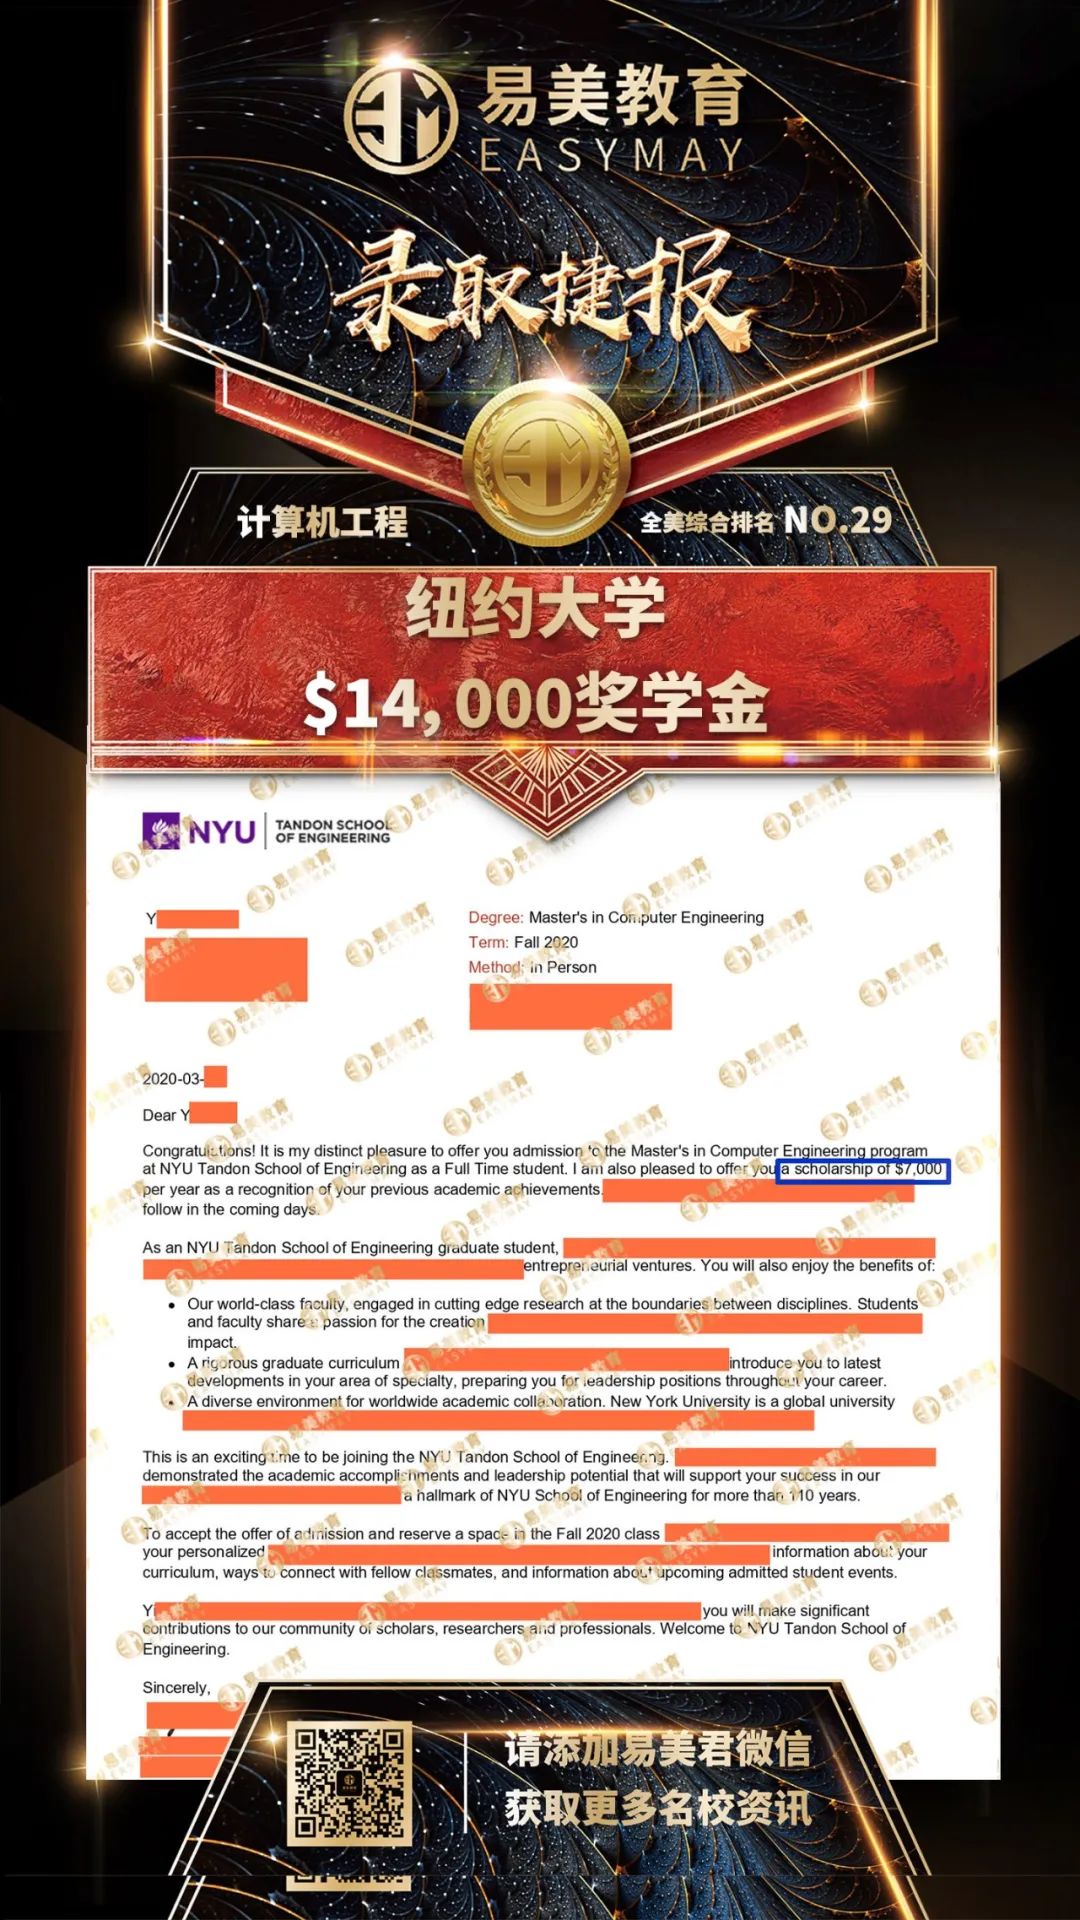 易美教育
EASYMAY
录取捷报
计算机工程
全美综合排名 NO.29
纽约大学
$14,000奖学金
NYU
TANDON SCHOOL
OF ENGINEERING
Y
Degree: Master's in Computer Engineering
Term: Fall 2020
Method: In Person
2020-03-
Dear Y
Congratulations! It is my distinct pleasure to offer you admission to the Master's in Computer Engineering program
at NYU Tandon School of Engineering as a Full Time student. I am also pleased to offer you a scholarship of $7,000
per year as a recognition of your previous academic achievements.
follow in the coming days.
As an NYU Tandon School of Engineering graduate student,
entrepreneurial ventures. You will also enjoy the benefits of:
• Our world-class faculty, engaged in cutting edge research at the boundaries between disciplines. Students
and faculty share a passion for the creation
impact.
• A rigorous graduate curriculum introduce you to latest
developments in your area of specialty, preparing you for leadership positions throughout your career.
• A diverse environment for worldwide academic collaboration. New York University is a global university
This is an exciting time to be joining the NYU Tandon School of Engineering.
demonstrated the academic accomplishments and leadership potential that will support your success in our
a hallmark of NYU School of Engineering for more than 110 years.
To accept the offer of admission and reserve a space in the Fall 2020 class
your personalized information about your
curriculum, ways to connect with fellow classmates, and information about upcoming admitted student events.
Yi you will make significant
contributions to our community of scholars, researchers and professionals. Welcome to NYU Tandon School of
Engineering.
Sincerely,
请添加易美君微信
获取更多名校资讯